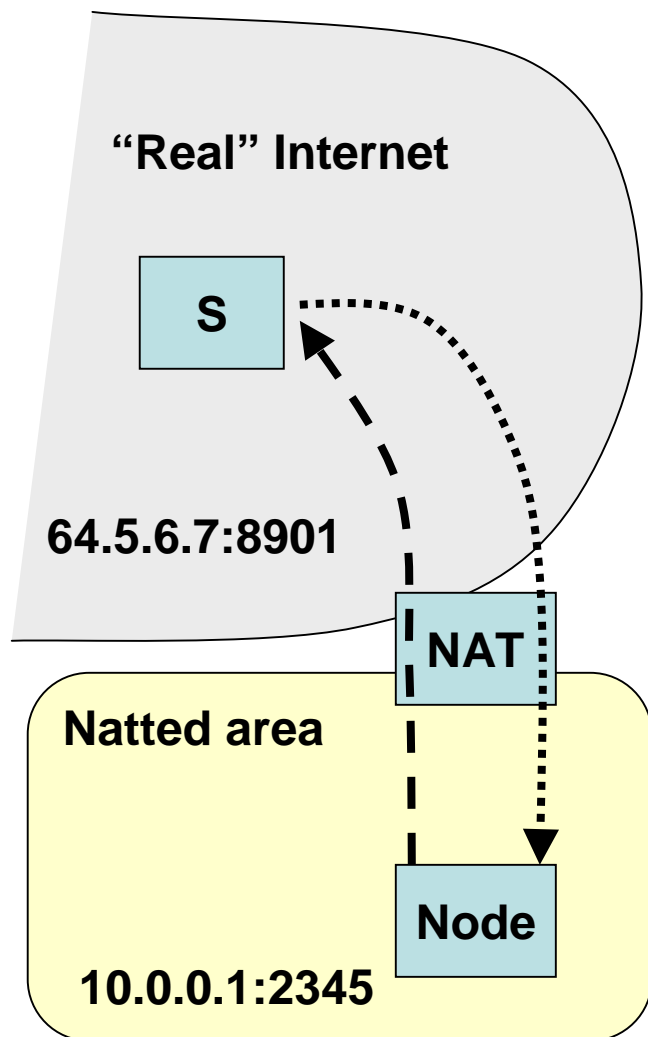 “Real” Internet
S
64.5.6.7:8901
NAT
Natted area
Node
10.0.0.1:2345